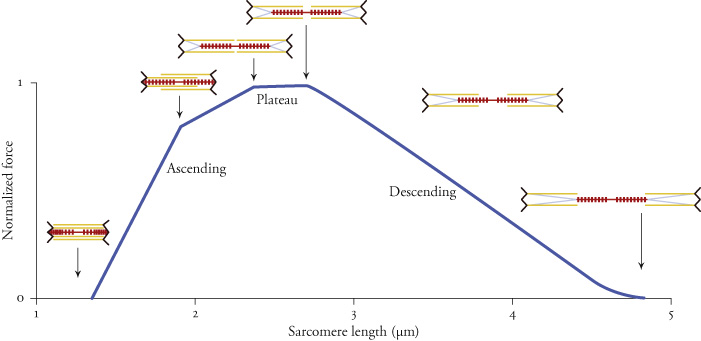 1
Plateau
Ascending
Descending
Normalized force
0
1
2
3
4
5
Sarcomere length (μm)